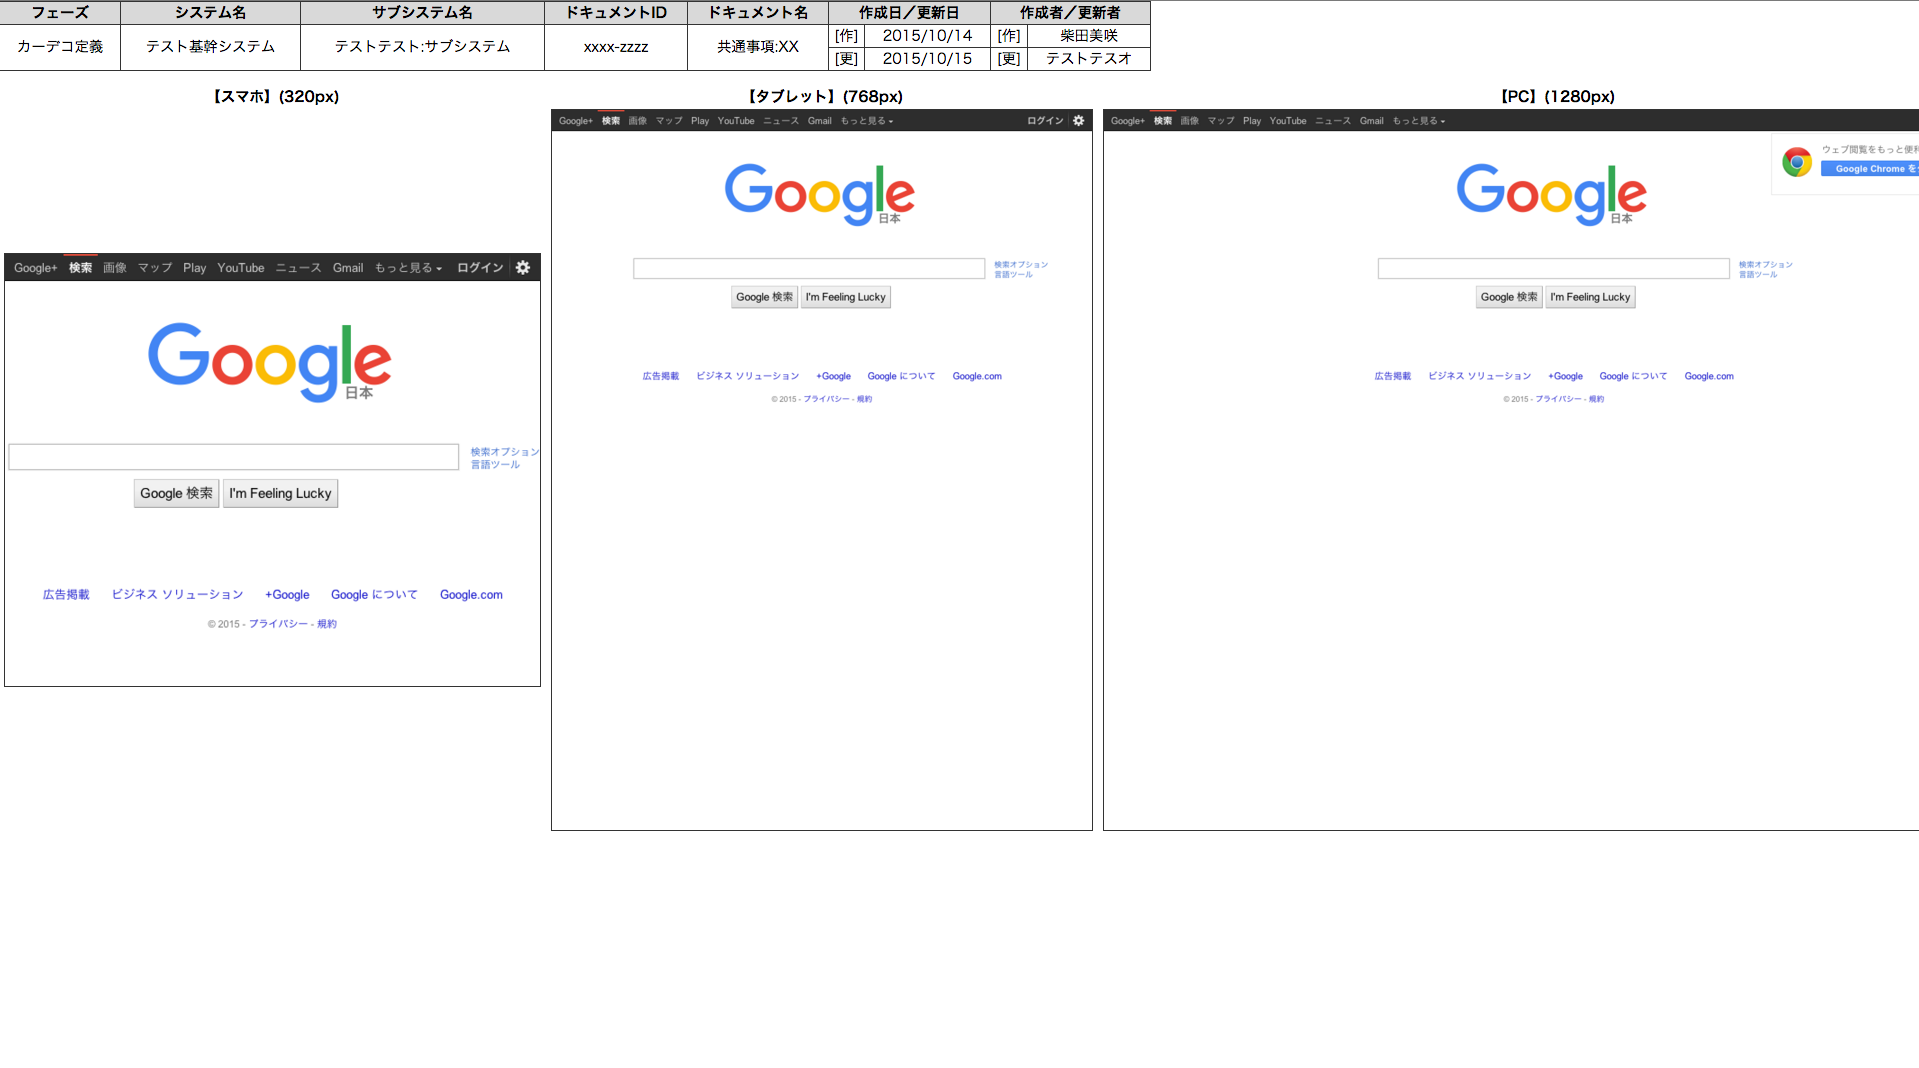 フェーズ システム名 サブシステム名 ドキュメントID ドキュメント名 作成日／更新日 作成者／更新者
カーデコ定義 テスト基幹システム テストテスト:サブシステム xxxx-zzzz 共通事項:XX [作] 2015/10/14 [作] 柴田美咲
[更] 2015/10/15 [更] テストテスオ
【スマホ】(320px)
Google+ 検索 画像 マップ Play YouTube ニュース Gmail もっと見る ログイン
Google
日本
検索オプション
言語ツール
Google 検索 I'm Feeling Lucky
広告掲載 ビジネス ソリューション +Google Google について Google.com
© 2015 - プライバシー - 規約
【タブレット】(768px)
Google+ 検索 画像 マップ Play YouTube ニュース Gmail もっと見る ログイン
Google
日本
検索オプション
言語ツール
Google 検索 I'm Feeling Lucky
広告掲載 ビジネス ソリューション +Google Google について Google.com
© 2015 - プライバシー - 規約
【PC】(1280px)
Google+ 検索 画像 マップ Play YouTube ニュース Gmail もっと見る
ウェブ閲覧をもっと便利
Google Chrome を
Google
日本
検索オプション
言語ツール
Google 検索 I'm Feeling Lucky
広告掲載 ビジネス ソリューション +Google Google について Google.com
© 2015 - プライバシー - 規約